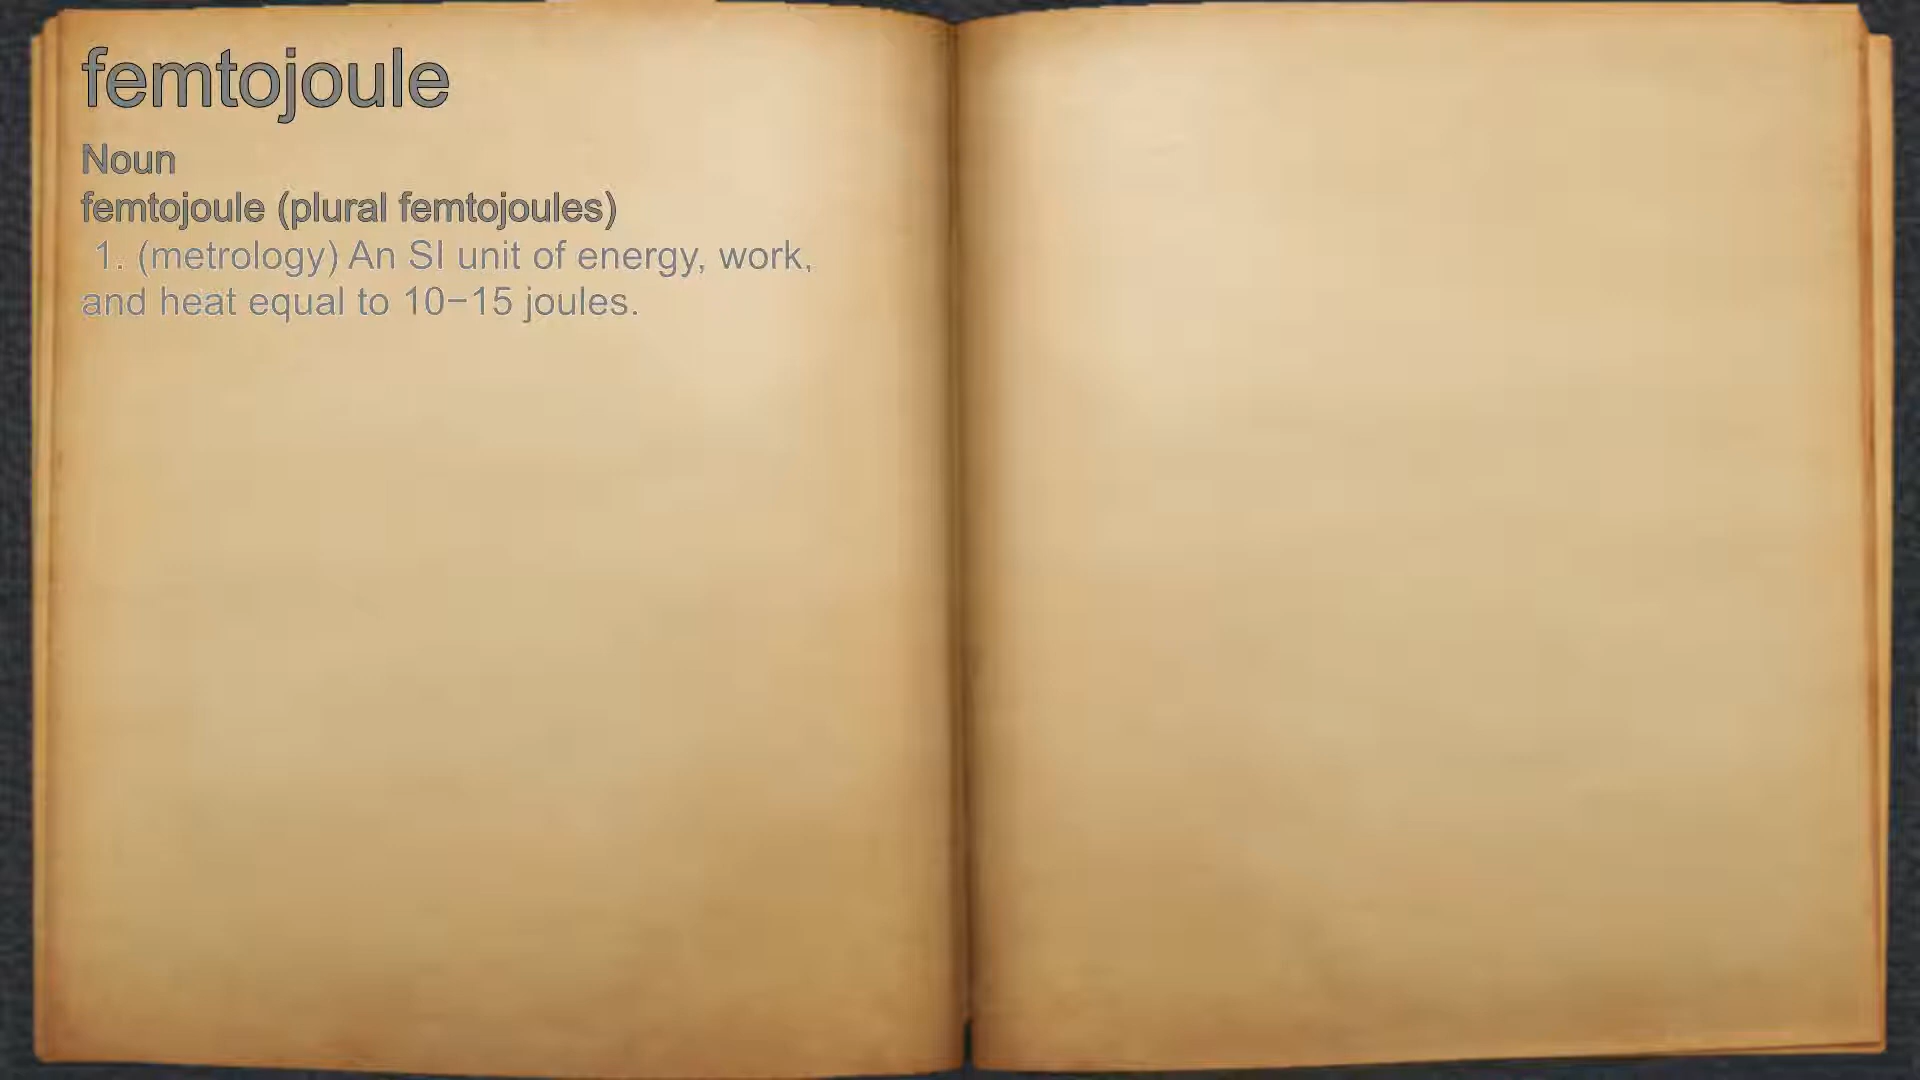 femtojoule
Noun
femtojoule (plural femtojoules)
1. (metrology) An SI unit of energy, work,
and heat equal to 10−15 joules.